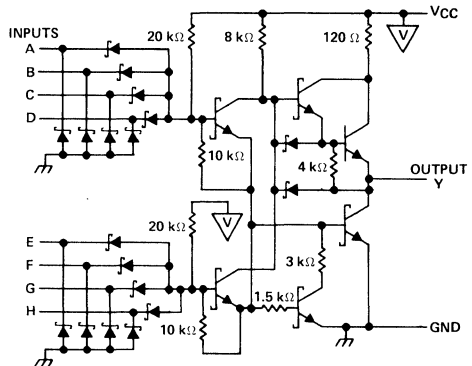 VCC
INPUTS
20 kΩ
8 kΩ
120 Ω
V
A
B
C
D
10 kΩ
4 kΩ
OUTPUT
Y
20 kΩ
V
E
F
G
H
3 kΩ
1.5 kΩ
10 kΩ
GND